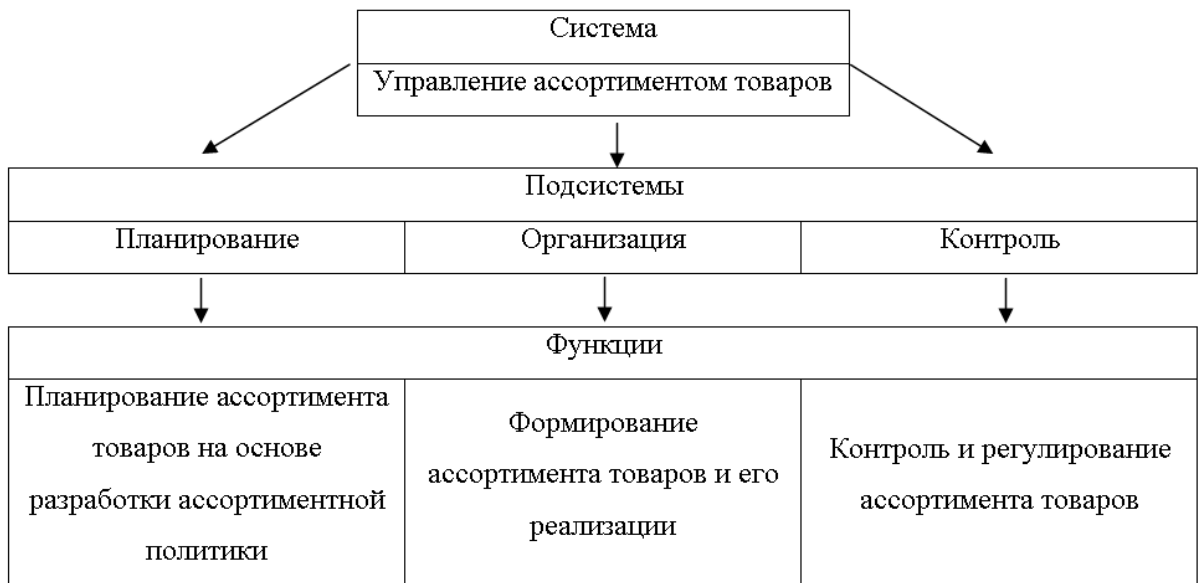 Система
Управление ассортиментом товаров
Подсистемы
Планирование
Организация
Контроль
Функции
Планирование ассортимента
товаров на основе
разработки ассортиментной
политики
Формирование
ассортимента товаров и его
реализации
Контроль и регулирование
ассортимента товаров